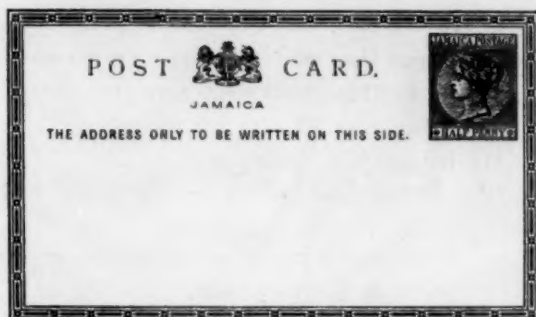 JAMAICA POSTAGE
POST CARD.
JAMAICA
HALF PENNY
THE ADDRESS ONLY TO BE WRITTEN ON THIS SIDE.